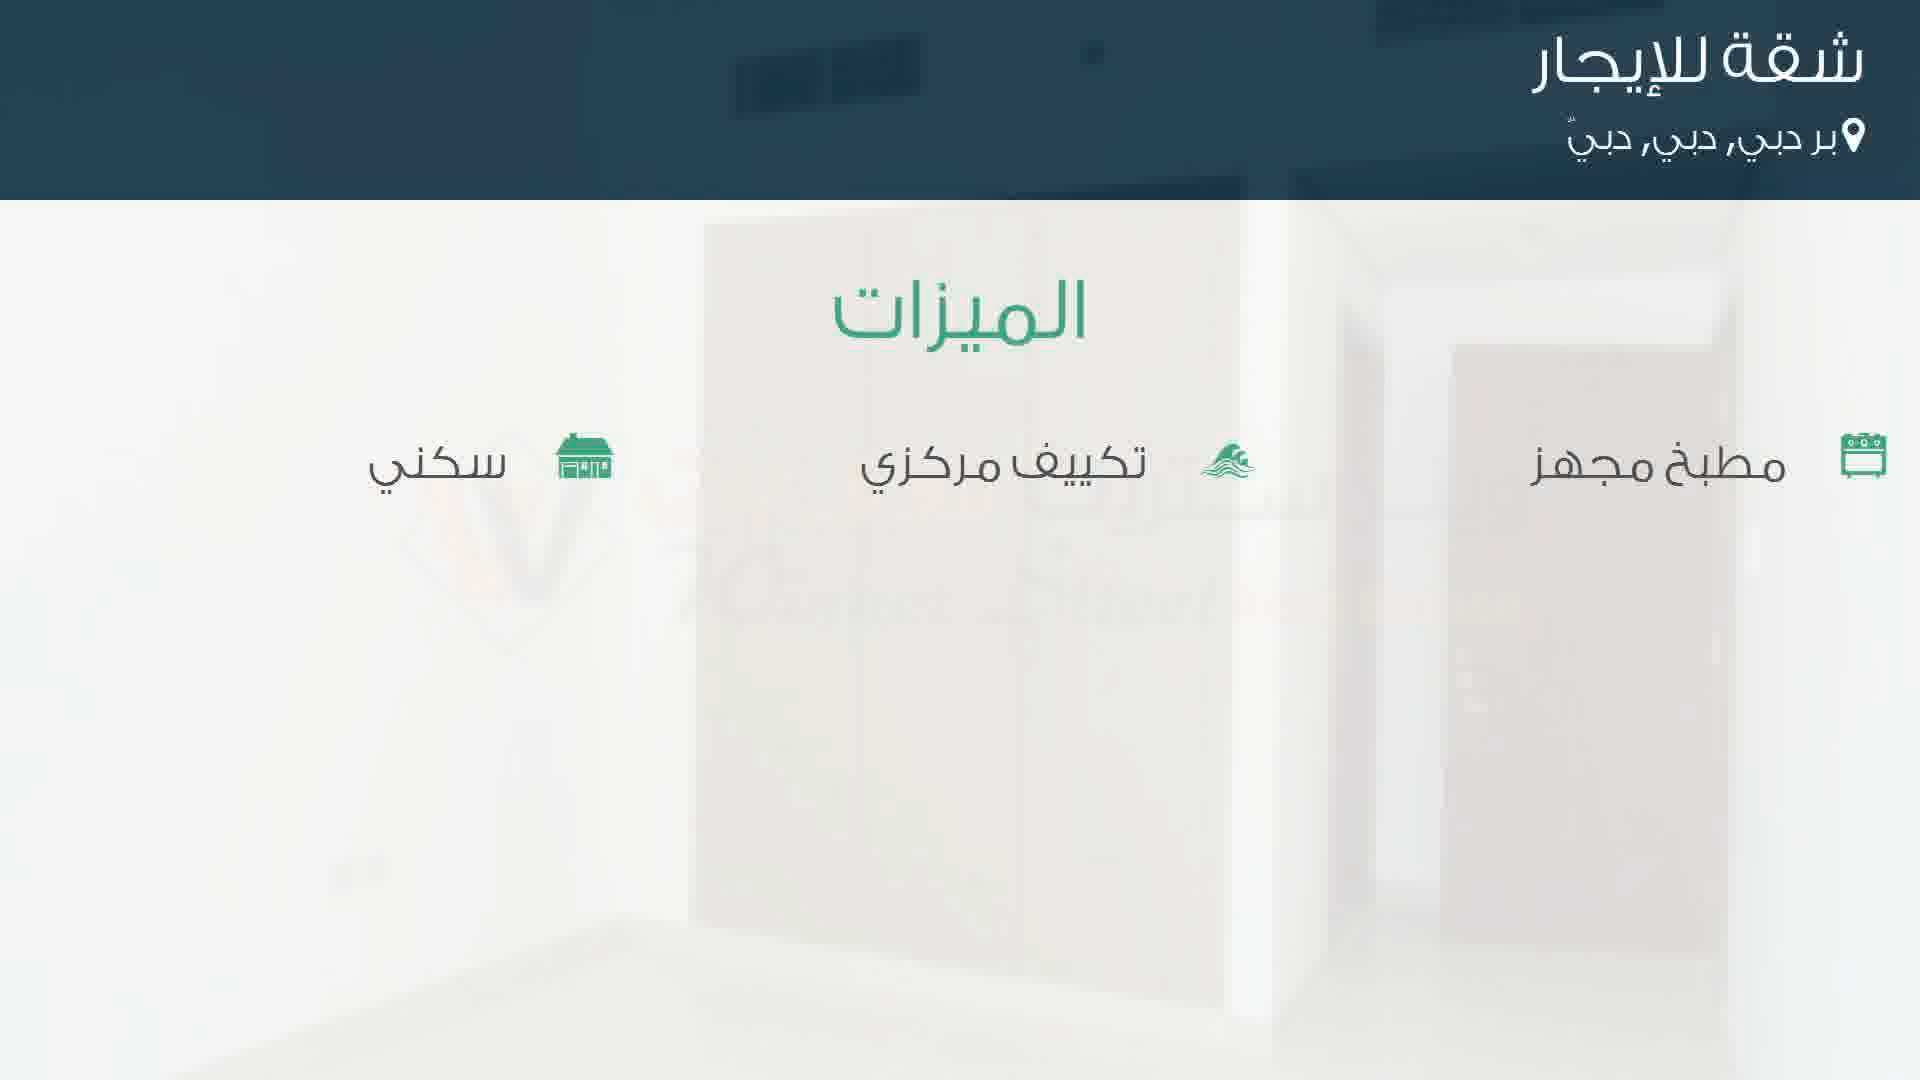 شقة للإيجار
بر دبي, دبي, دبيّ
الميزات
مطبخ مجهز
تكييف مركزي
سكني